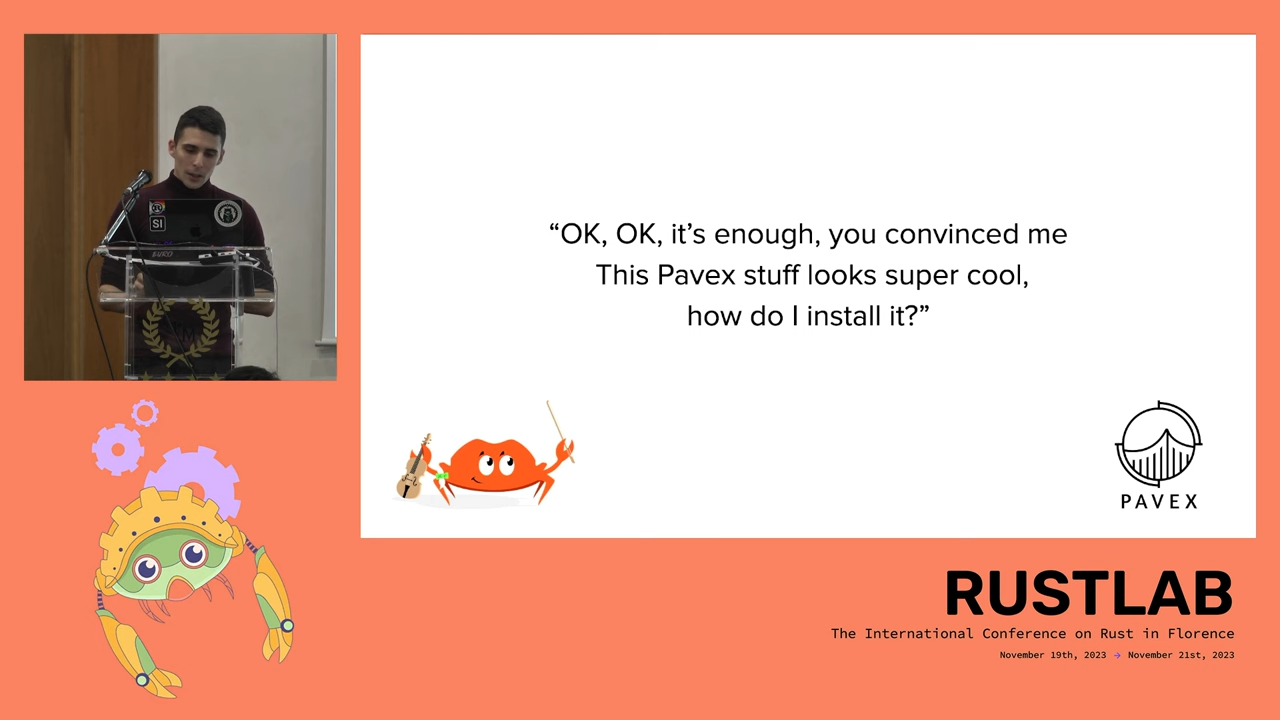 SI
“OK, OK, it’s enough, you convinced me
This Pavex stuff looks super cool,
how do I install it?”
PAVEX
RUSTLAB
The International Conference on Rust in Florence
November 19th, 2023 → November 21st, 2023